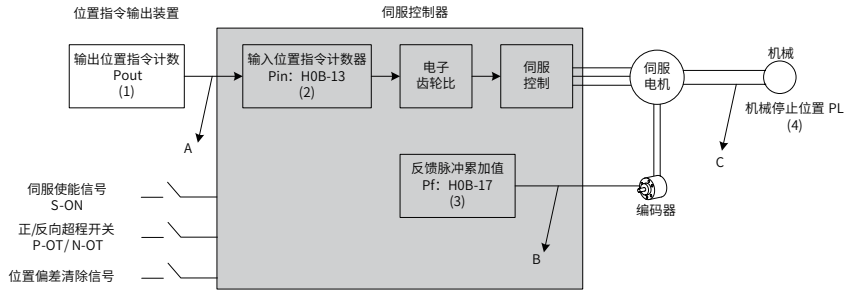 位置指令输出装置
伺服控制器
输出位置指令计数
Pout
(1)
输入位置指令计数器
Pin：H0B-13
(2)
电子
齿轮比
伺服
控制
伺服
电机
机械
机械停止位置 PL
(4)
A
C
反馈脉冲累加值
Pf：H0B-17
(3)
编码器
B
伺服使能信号
S-ON
正/反向超程开关
P-OT/ N-OT
位置偏差清除信号